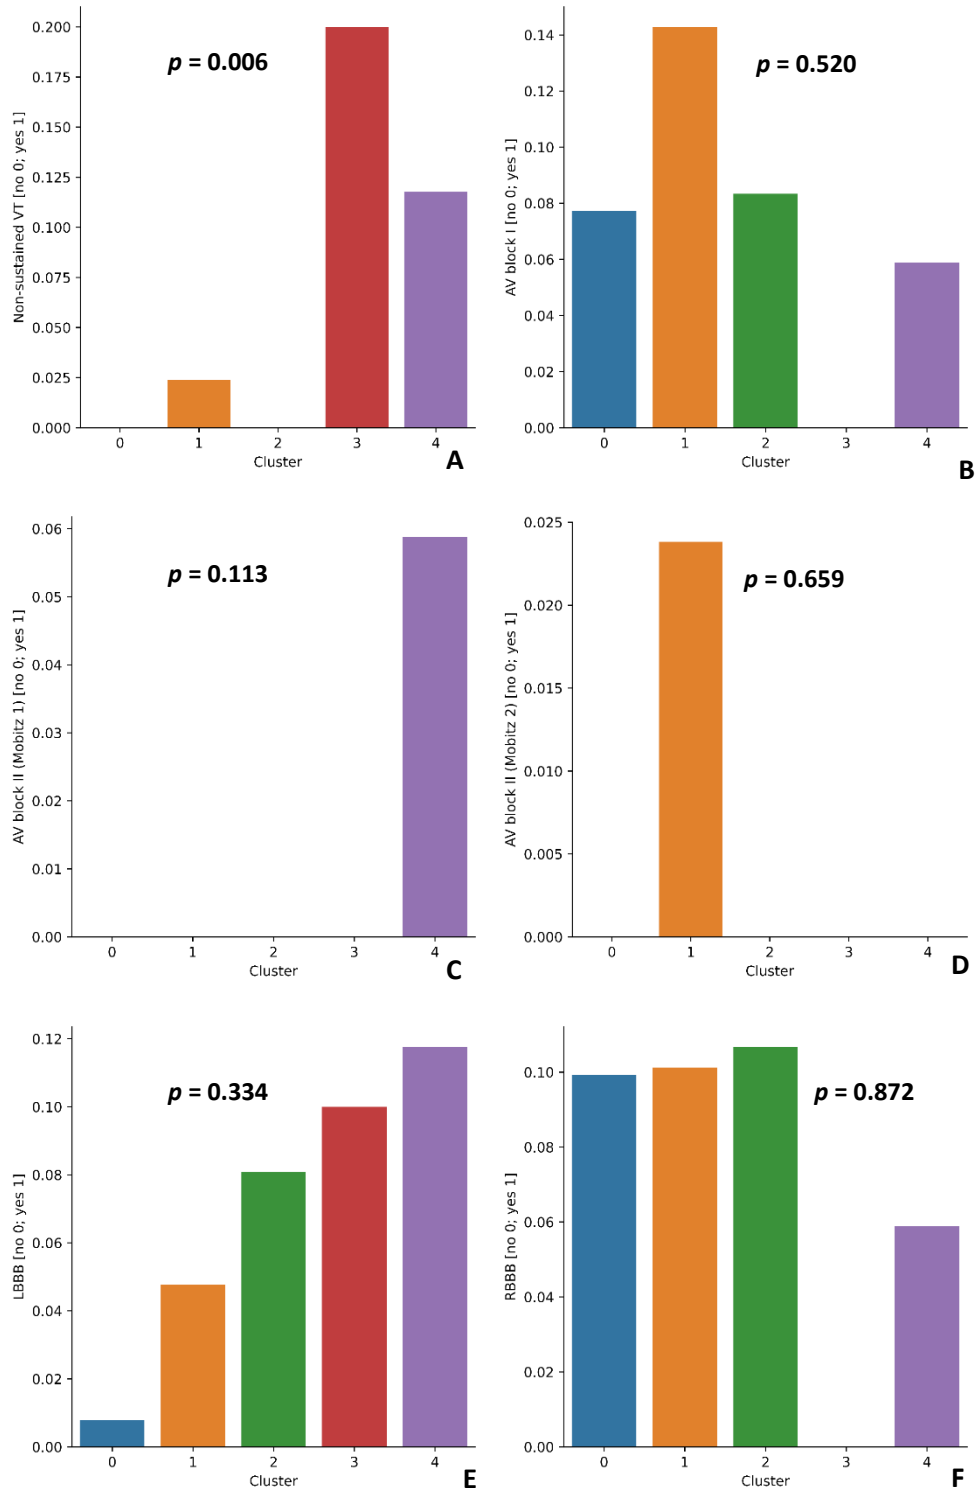 0.200
0.175
0.150
0.125
0.100
0.075
0.050
0.025
0.000
Non-sustained VT [no 0; yes 1]
p = 0.006
0 1 2 3 4
Cluster
A
0.14
0.12
0.10
0.08
0.06
0.04
0.02
0.00
AV block I [no 0; yes 1]
p = 0.520
0 1 2 3 4
Cluster
B
0.06
0.05
0.04
0.03
0.02
0.01
0.00
AV block II (Mobitz 1) [no 0; yes 1]
p = 0.113
0 1 2 3 4
Cluster
C
0.025
0.020
0.015
0.010
0.005
0.000
AV block II (Mobitz 2) [no 0; yes 1]
p = 0.659
0 1 2 3 4
Cluster
D
0.12
0.10
0.08
0.06
0.04
0.02
0.00
LBBB [no 0; yes 1]
p = 0.334
0 1 2 3 4
Cluster
E
0.10
0.08
0.06
0.04
0.02
0.00
RBBB [no 0; yes 1]
p = 0.872
0 1 2 3 4
Cluster
F